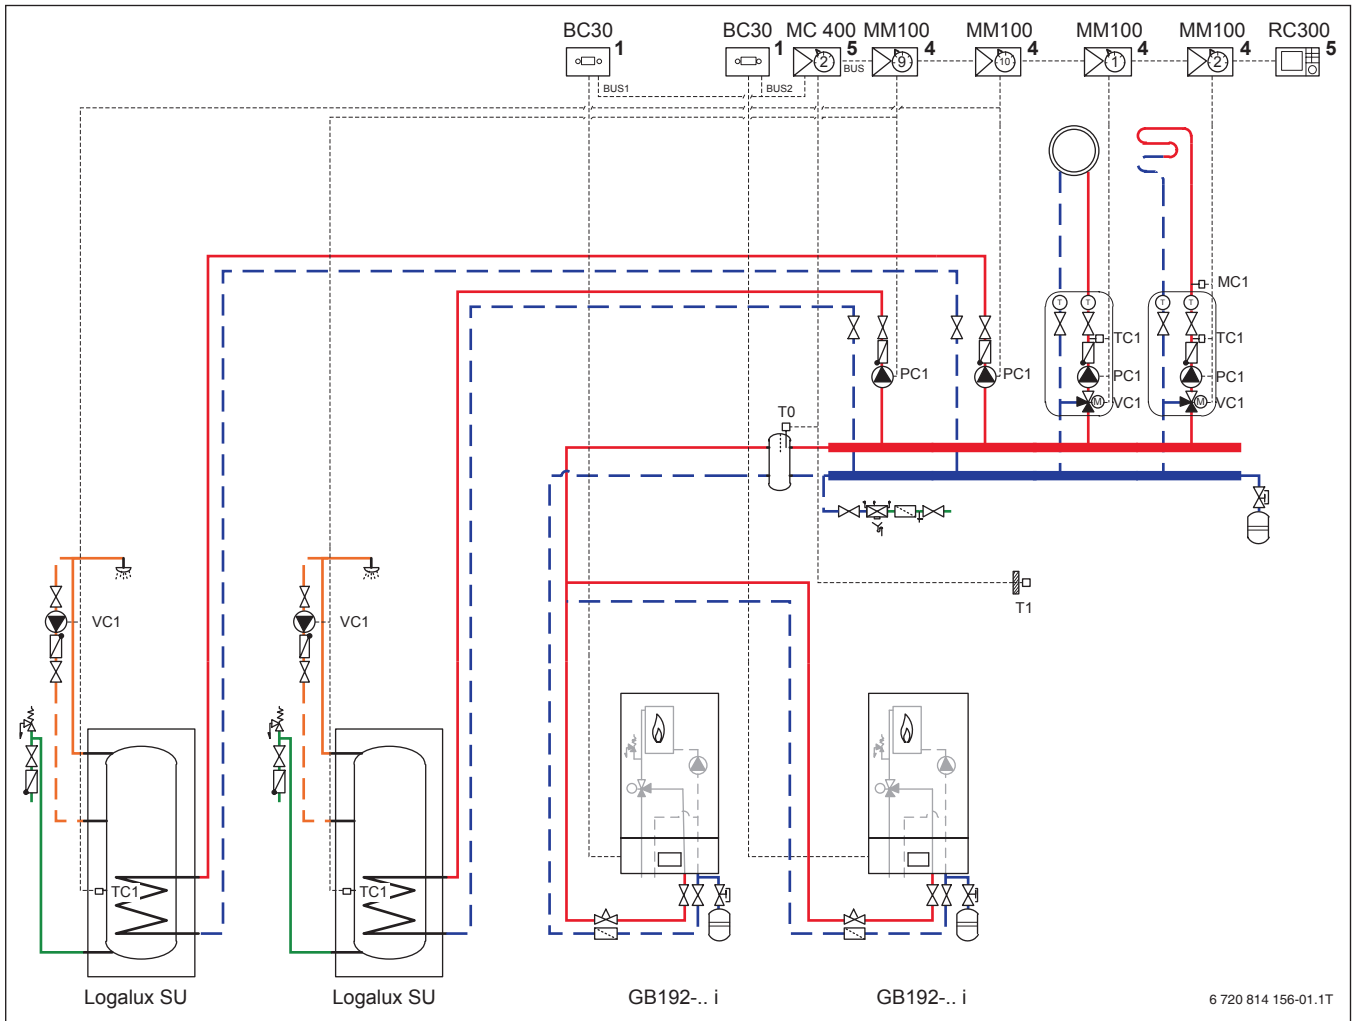 BC30 1
BC30 1
MC 400 5
MM100 4
MM100 4
MM100 4
MM100 4
RC300 5
2
BUS
9
10
1
2
BUS1
BUS2
MC1
T
T
T
T
TC1
TC1
PC1
PC1
PC1
PC1
M
VC1
M
VC1
T0
T1
VC1
VC1
TC1
TC1
Logalux SU
Logalux SU
GB192-.. i
GB192-.. i
6 720 814 156-01.1T